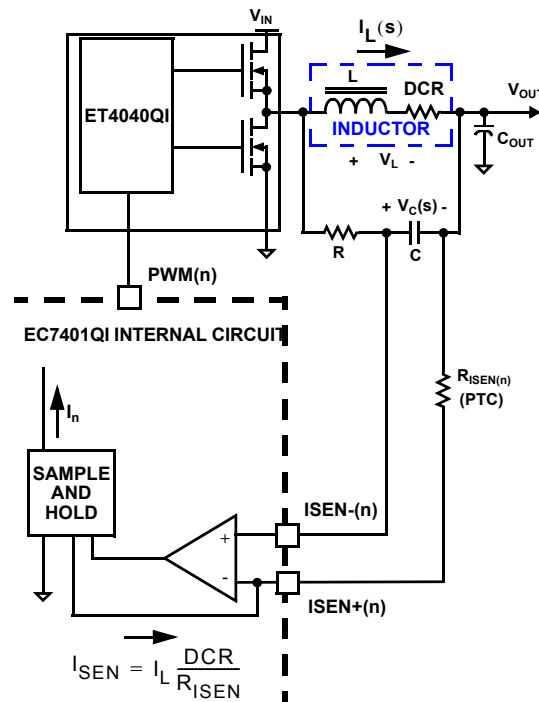 V_IN
I_L(s)
ET4040QI
L
DCR
V_OUT
INDUCTOR
C_OUT
+ V_L -
+ V_C(s) -
R
C
PWM(n)
EC7401QI INTERNAL CIRCUIT
R_ISEN(n)
(PTC)
I_n
SAMPLE
AND
HOLD
ISEN-(n)
+
-
ISEN+(n)
I_SEN = I_L DCR / R_ISEN